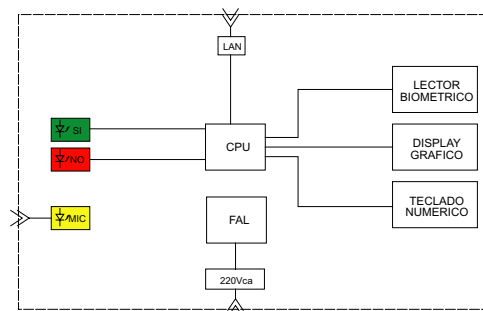 LAN
LECTOR
BIOMETRICO
SI
CPU
DISPLAY
GRAFICO
NO
TECLADO
NUMERICO
MIC
FAL
220Vca